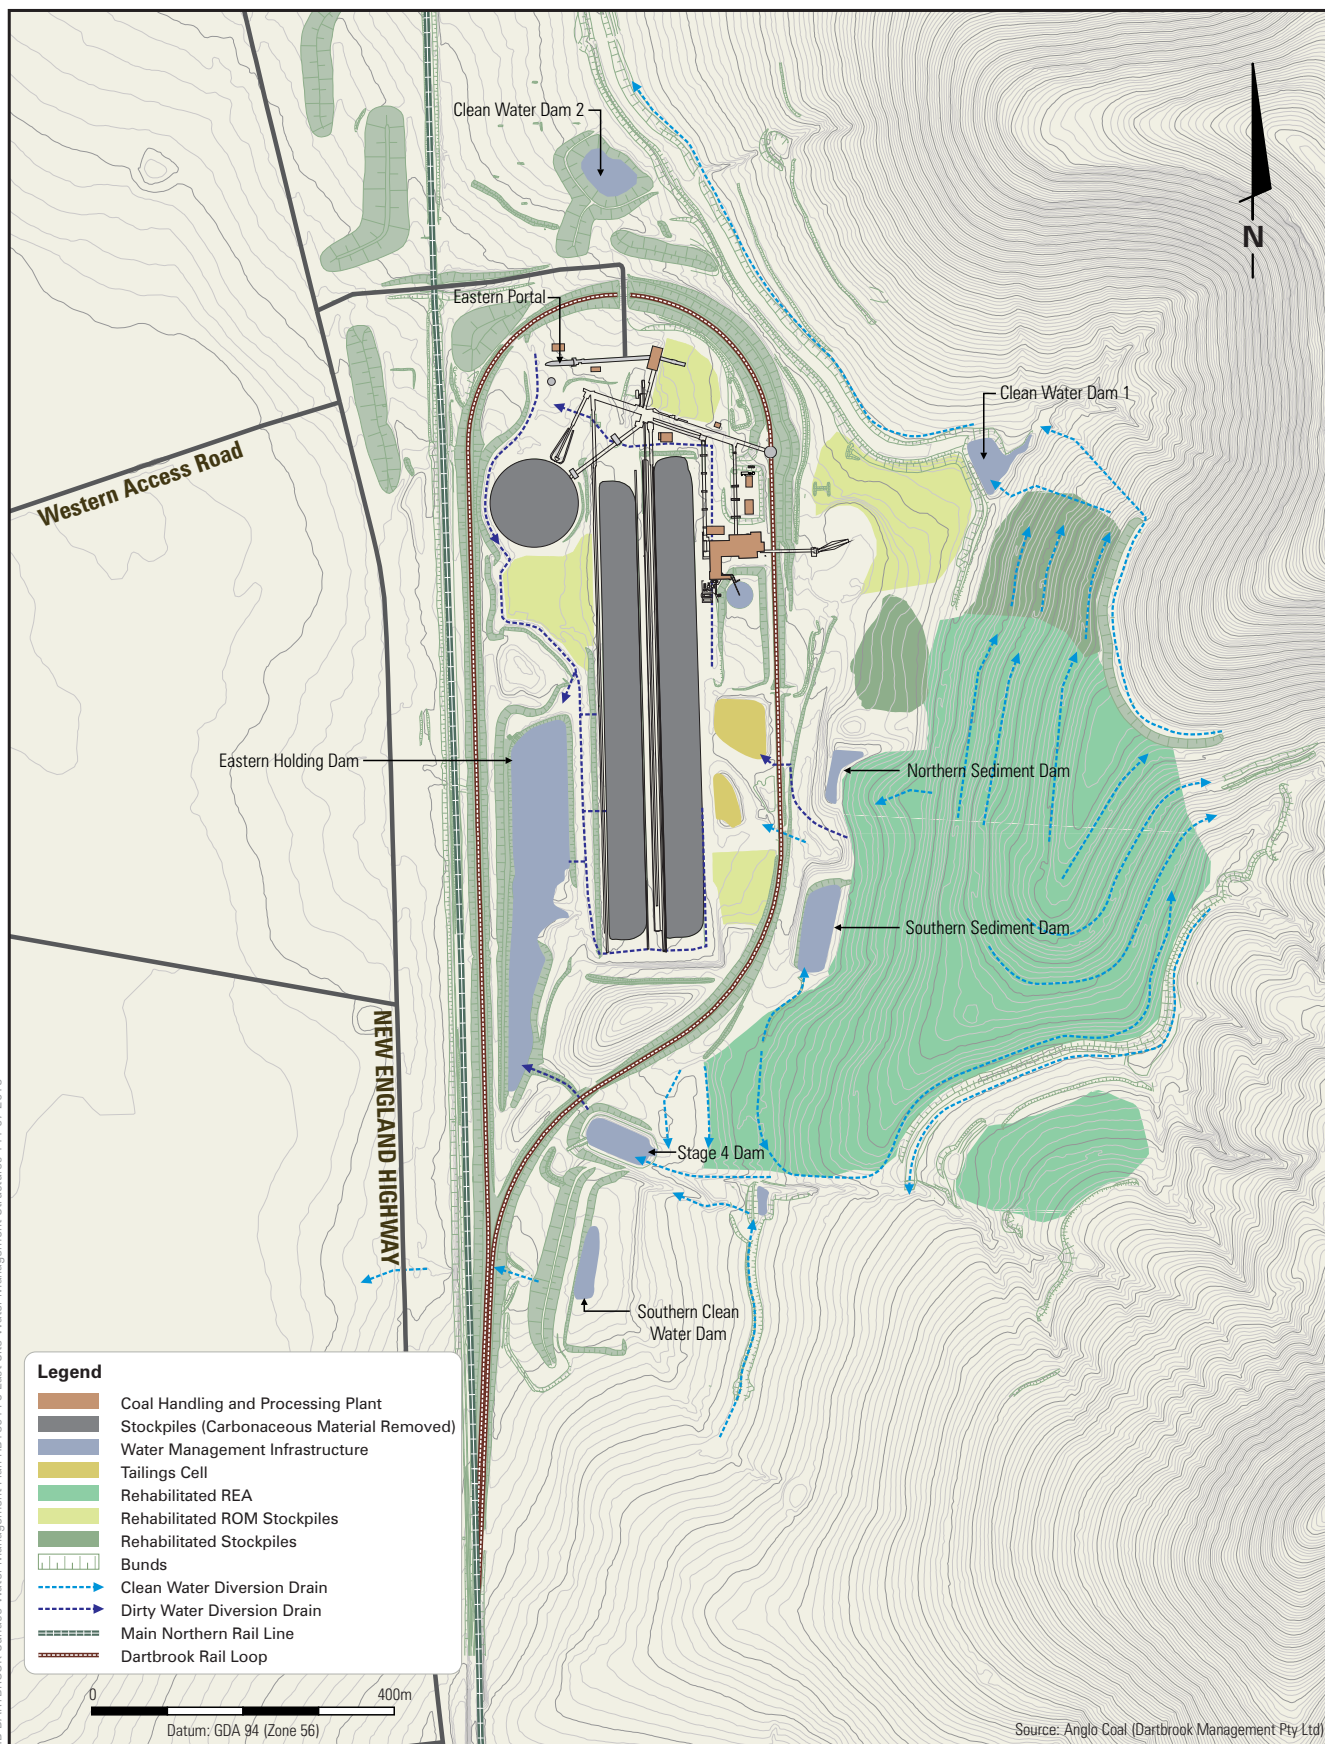 Clean Water Dam 2
N
Eastern Portal
Clean Water Dam 1
Western Access Road
Eastern Holding Dam
Northern Sediment Dam
Southern Sediment Dam
NEW ENGLAND HIGHWAY
Stage 4 Dam
Southern Clean
Water Dam
Legend
Coal Handling and Processing Plant
Stockpiles (Carbonaceous Material Removed)
Water Management Infrastructure
Tailings Cell
Rehabilitated REA
Rehabilitated ROM Stockpiles
Rehabilitated Stockpiles
Bunds
Clean Water Diversion Drain
Dirty Water Diversion Drain
Main Northern Rail Line
Dartbrook Rail Loop
0 400m
Datum: GDA 94 (Zone 56)
Source: Anglo Coal (Dartbrook Management Pty Ltd)